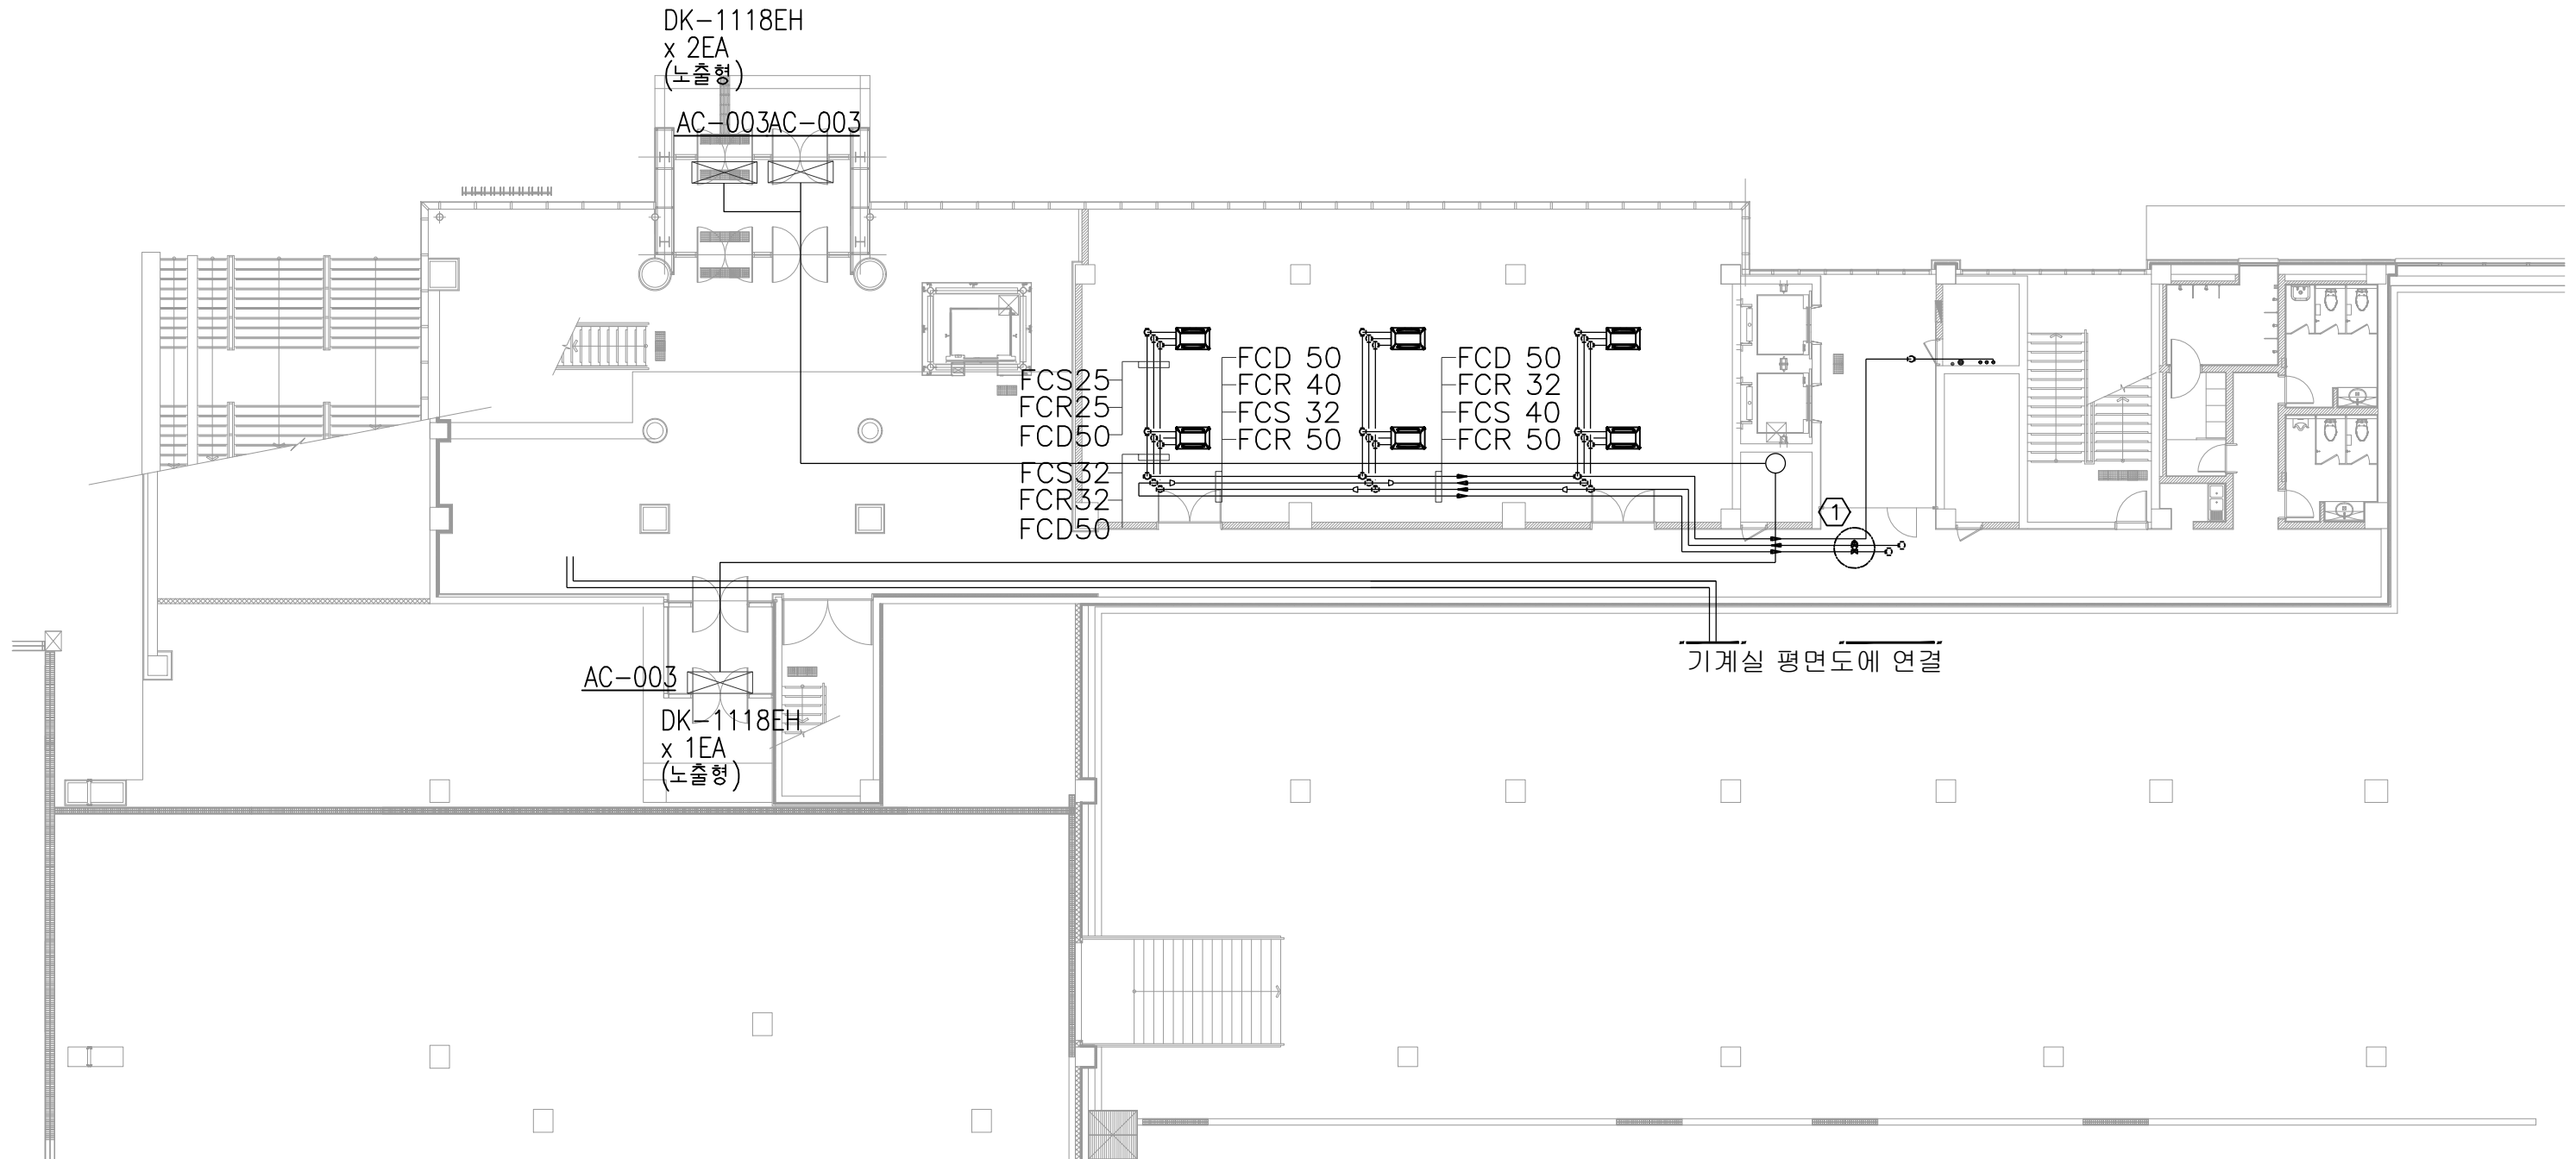 DK-1118EH
x 2EA
(노출형)
AC-003 AC-003
FCS25
FCR25
FCD50
FCS32
FCR32
FCD50
FCD 50
FCR 40
FCS 32
FCR 50
FCD 50
FCR 32
FCS 40
FCR 50
1
기계실 평면도에 연결
AC-003
DK-1118EH
x 1EA
(노출형)